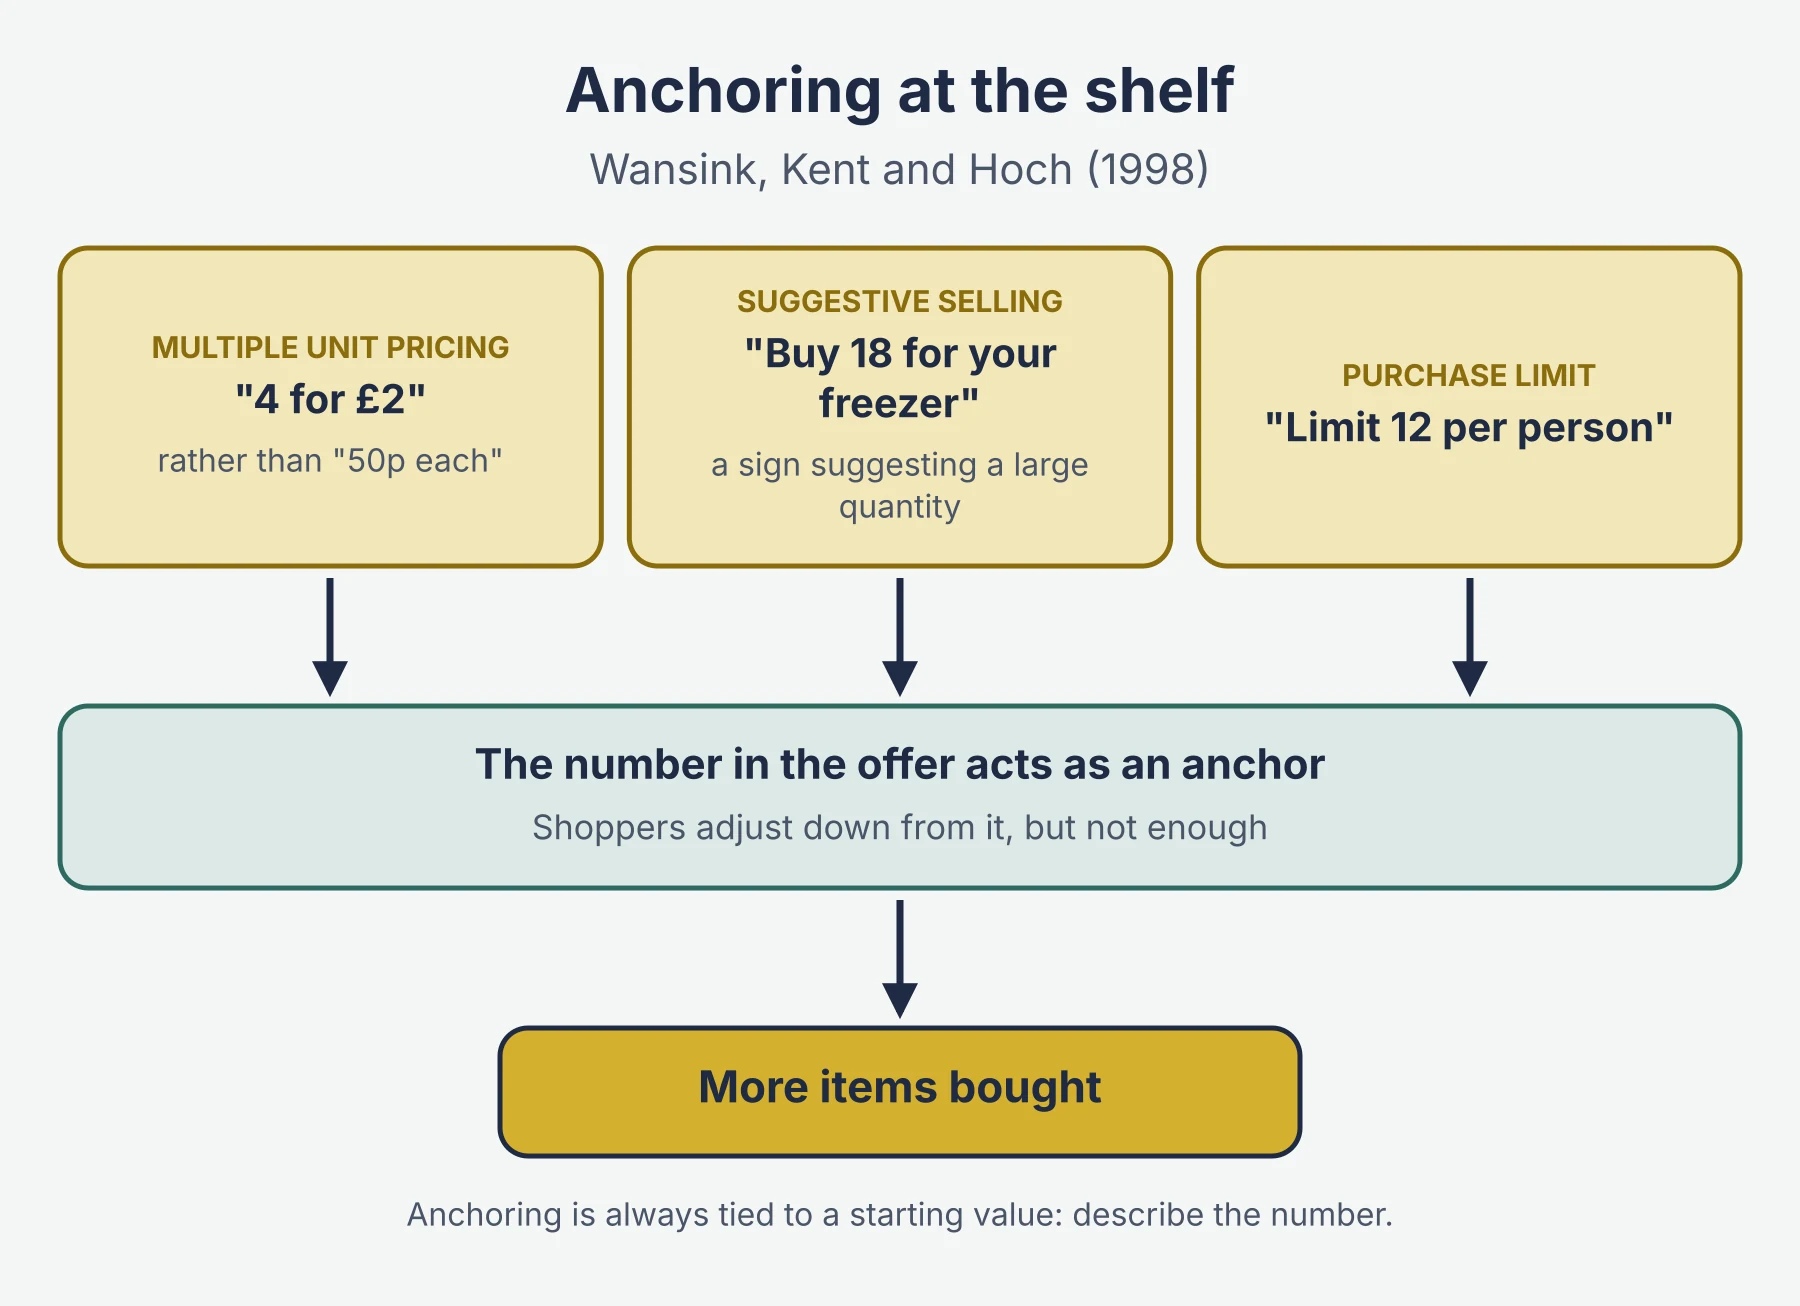 Anchoring at the shelf
Wansink, Kent and Hoch (1998)
MULTIPLE UNIT PRICING
"4 for £2"
rather than "50p each"
SUGGESTIVE SELLING
"Buy 18 for your
freezer"
a sign suggesting a large
quantity
PURCHASE LIMIT
"Limit 12 per person"
The number in the offer acts as an anchor
Shoppers adjust down from it, but not enough
More items bought
Anchoring is always tied to a starting value: describe the number.